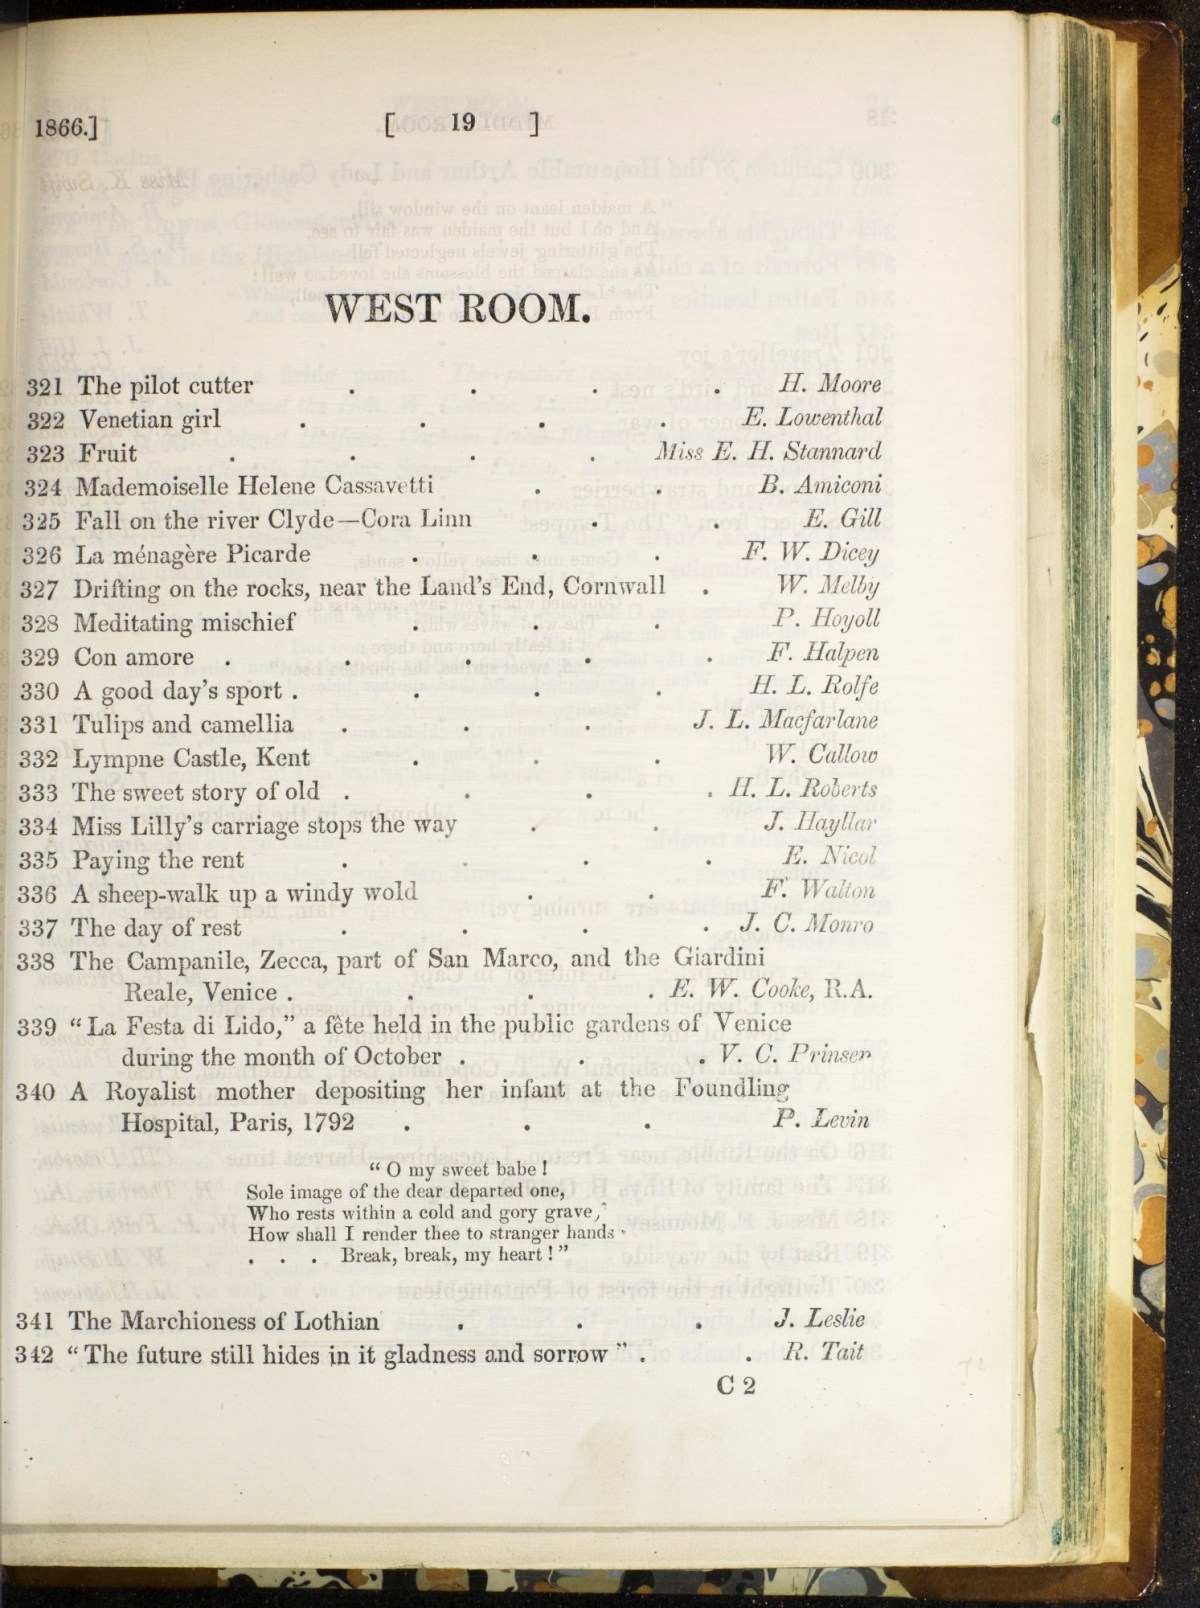 1866.] [ 19 ]
WEST ROOM.
321 The pilot cutter . . . . H. Moore
322 Venetian girl . . . . E. Lowenthal
323 Fruit . . . . Miss E. H. Stannard
324 Mademoiselle Helene Cassavetti . . B. Amiconi
325 Fall on the river Clyde—Cora Linn . . E. Gill
326 La ménagère Picarde . . . F. W. Dicey
327 Drifting on the rocks, near the Land's End, Cornwall . W. Melby
328 Meditating mischief . . . P. Hoyoll
329 Con amore . . . . . F. Halpen
330 A good day's sport . . . . H. L. Rolfe
331 Tulips and camellia . . . J. L. Macfarlane
332 Lympne Castle, Kent . . . W. Callow
333 The sweet story of old . . . . H. L. Roberts
334 Miss Lilly's carriage stops the way . . J. Hayllar
335 Paying the rent . . . . E. Nicol
336 A sheep-walk up a windy wold . . F. Walton
337 The day of rest . . . . J. C. Monro
338 The Campanile, Zecca, part of San Marco, and the Giardini
Reale, Venice . . . . E. W. Cooke, R.A.
339 “La Festa di Lido,” a fête held in the public gardens of Venice
during the month of October . . . V. C. Prinsep
340 A Royalist mother depositing her infant at the Foundling
Hospital, Paris, 1792 . . . P. Levin
“O my sweet babe!
Sole image of the dear departed one,
Who rests within a cold and gory grave,
How shall I render thee to stranger hands
. . . Break, break, my heart!”
341 The Marchioness of Lothian . . . J. Leslie
342 “The future still hides in it gladness and sorrow” . . R. Tait
C 2